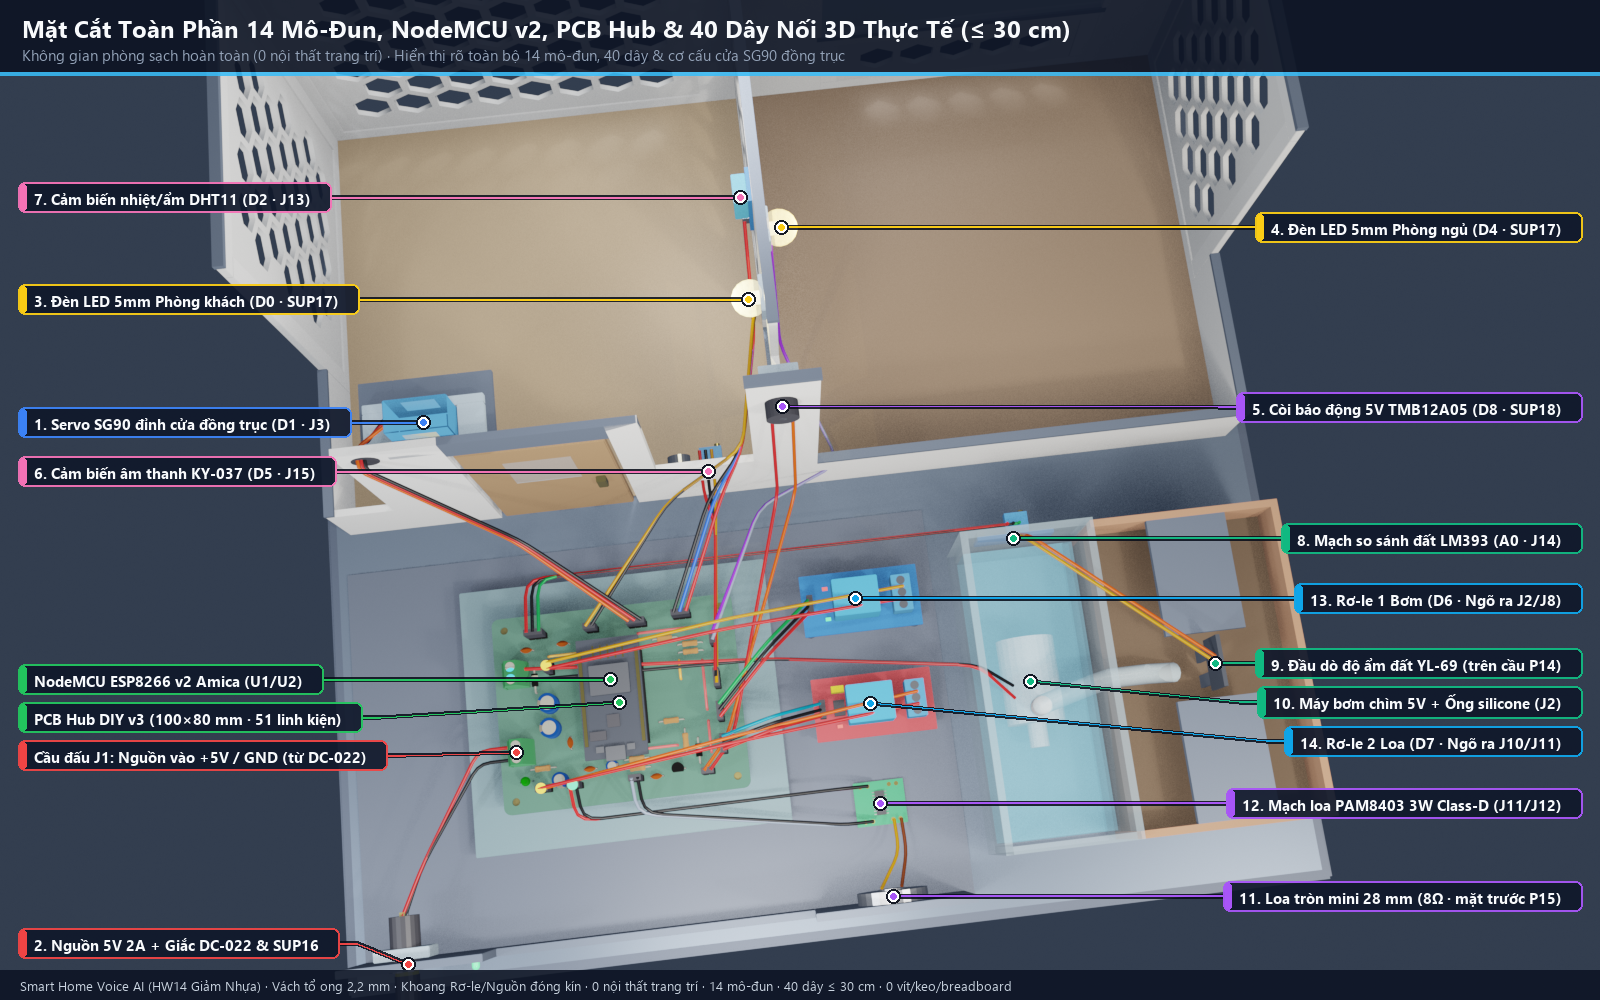 Mặt Cắt Toàn Phần 14 Mô-Đun, NodeMCU v2, PCB Hub & 40 Dây Nối 3D Thực Tế (≤ 30 cm)
Không gian phòng sạch hoàn toàn (0 nội thất trang trí) · Hiển thị rõ toàn bộ 14 mô-đun, 40 dây & cơ cấu cửa SG90 đồng trục
7. Cảm biến nhiệt/ẩm DHT11 (D2 · J13)
4. Đèn LED 5mm Phòng ngủ (D4 · SUP17)
3. Đèn LED 5mm Phòng khách (D0 · SUP17)
1. Servo SG90 đỉnh cửa đồng trục (D1 · J3)
5. Còi báo động 5V TMB12A05 (D8 · SUP18)
6. Cảm biến âm thanh KY-037 (D5 · J15)
8. Mạch so sánh đất LM393 (A0 · J14)
13. Rơ-le 1 Bơm (D6 · Ngõ ra J2/J8)
9. Đầu dò độ ẩm đất YL-69 (trên cầu P14)
NodeMCU ESP8266 v2 Amica (U1/U2)
10. Máy bơm chìm 5V + Ống silicone (J2)
PCB Hub DIY v3 (100×80 mm · 51 linh kiện)
14. Rơ-le 2 Loa (D7 · Ngõ ra J10/J11)
Cầu đấu J1: Nguồn vào +5V / GND (từ DC-022)
12. Mạch loa PAM8403 3W Class-D (J11/J12)
11. Loa tròn mini 28 mm (8Ω · mặt trước P15)
2. Nguồn 5V 2A + Giắc DC-022 & SUP16
Smart Home Voice AI (HW14 Giảm Nhựa) · Vách tổ ong 2,2 mm · Khoang Rơ-le/Nguồn đóng kín · 0 nội thất trang trí · 14 mô-đun · 40 dây ≤ 30 cm · 0 vít/keo/breadboard